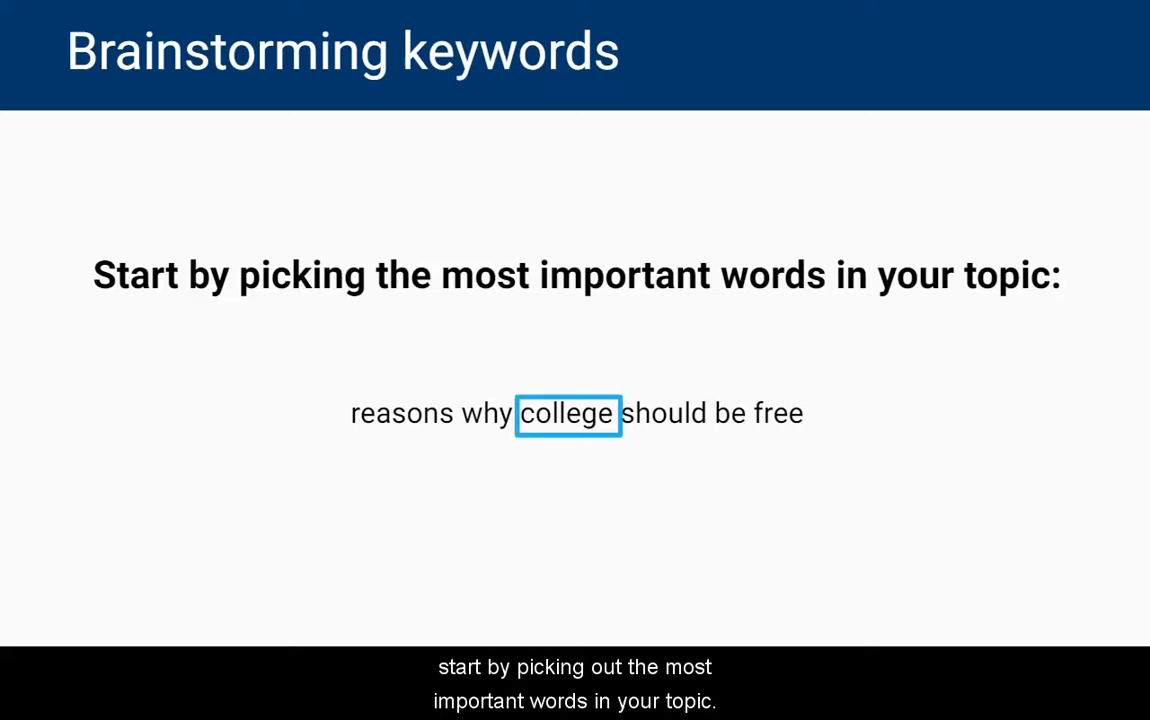 Brainstorming keywords
Start by picking the most important words in your topic:
reasons why college should be free
start by picking out the most
important words in your topic.